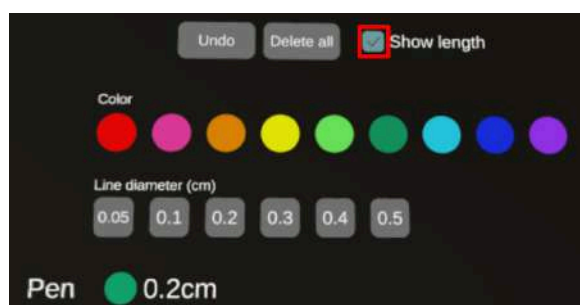 Undo Delete all Show length
Color
Line diameter (cm)
0.05 0.1 0.2 0.3 0.4 0.5
Pen 0.2cm